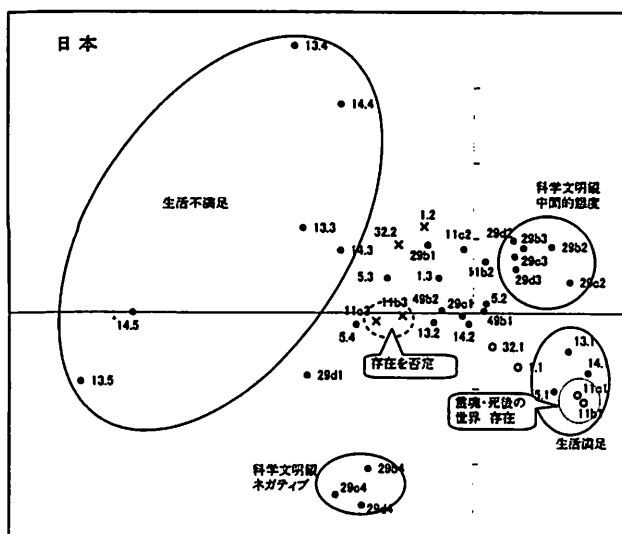 日本
13.4
14.4
生活不満足
科学文明観
中間的態度
1.2
32.2
29b1
11c2
29d2
29b3
29b2
29c3
29d3
29c2
13.3
14.3
5.3
1.3
11b2
14.5
11c3
11b3
49b2
29c1
5.2
49b1
5.4
13.2
14.2
存在を否定
32.1
13.1
1.1
14.
13.5
29d1
5.1
11c1
11b1
霊魂・死後の
世界 存在
生活満足
科学文明観
ネガティブ
29b4
29c4
29d4